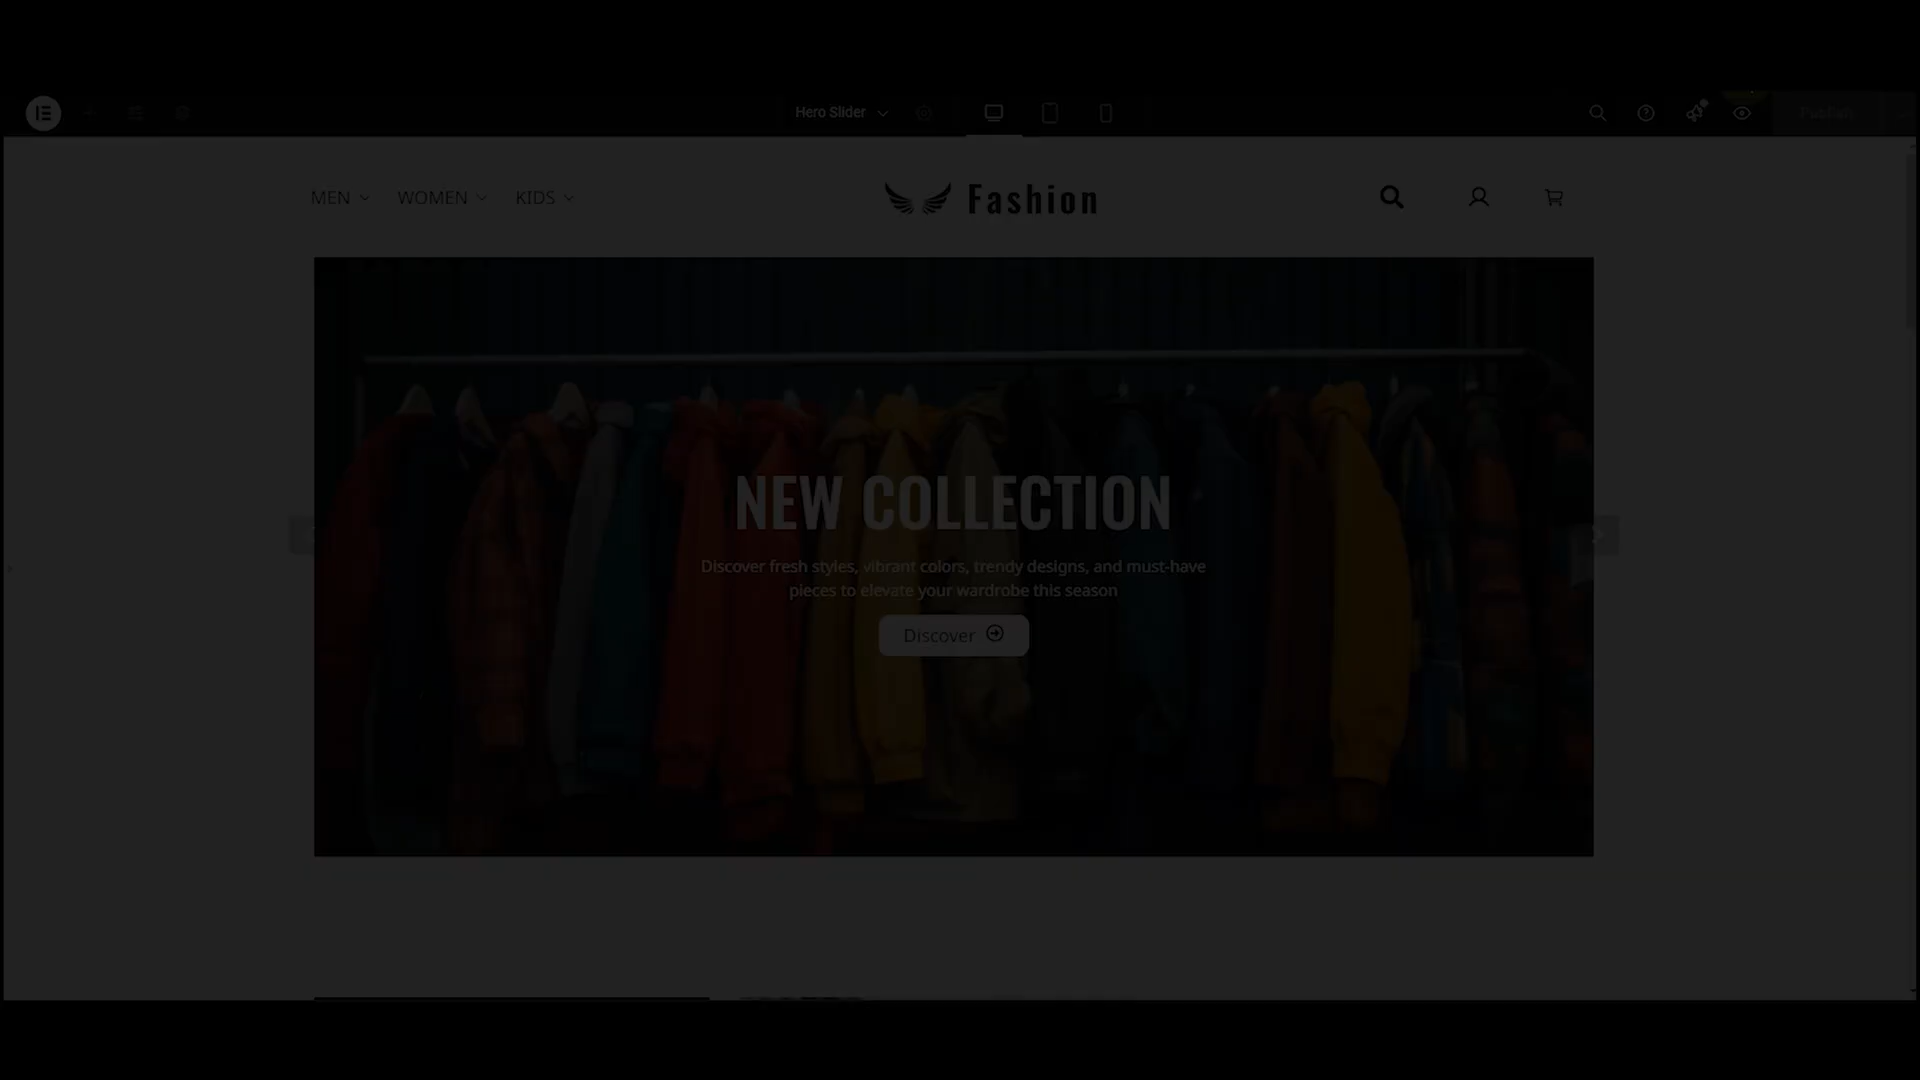 Hero Slider
Publish
MEN
WOMEN
KIDS
Fashion
NEW COLLECTION
Discover fresh styles, vibrant colors, trendy designs, and must-have
pieces to elevate your wardrobe this season
Discover